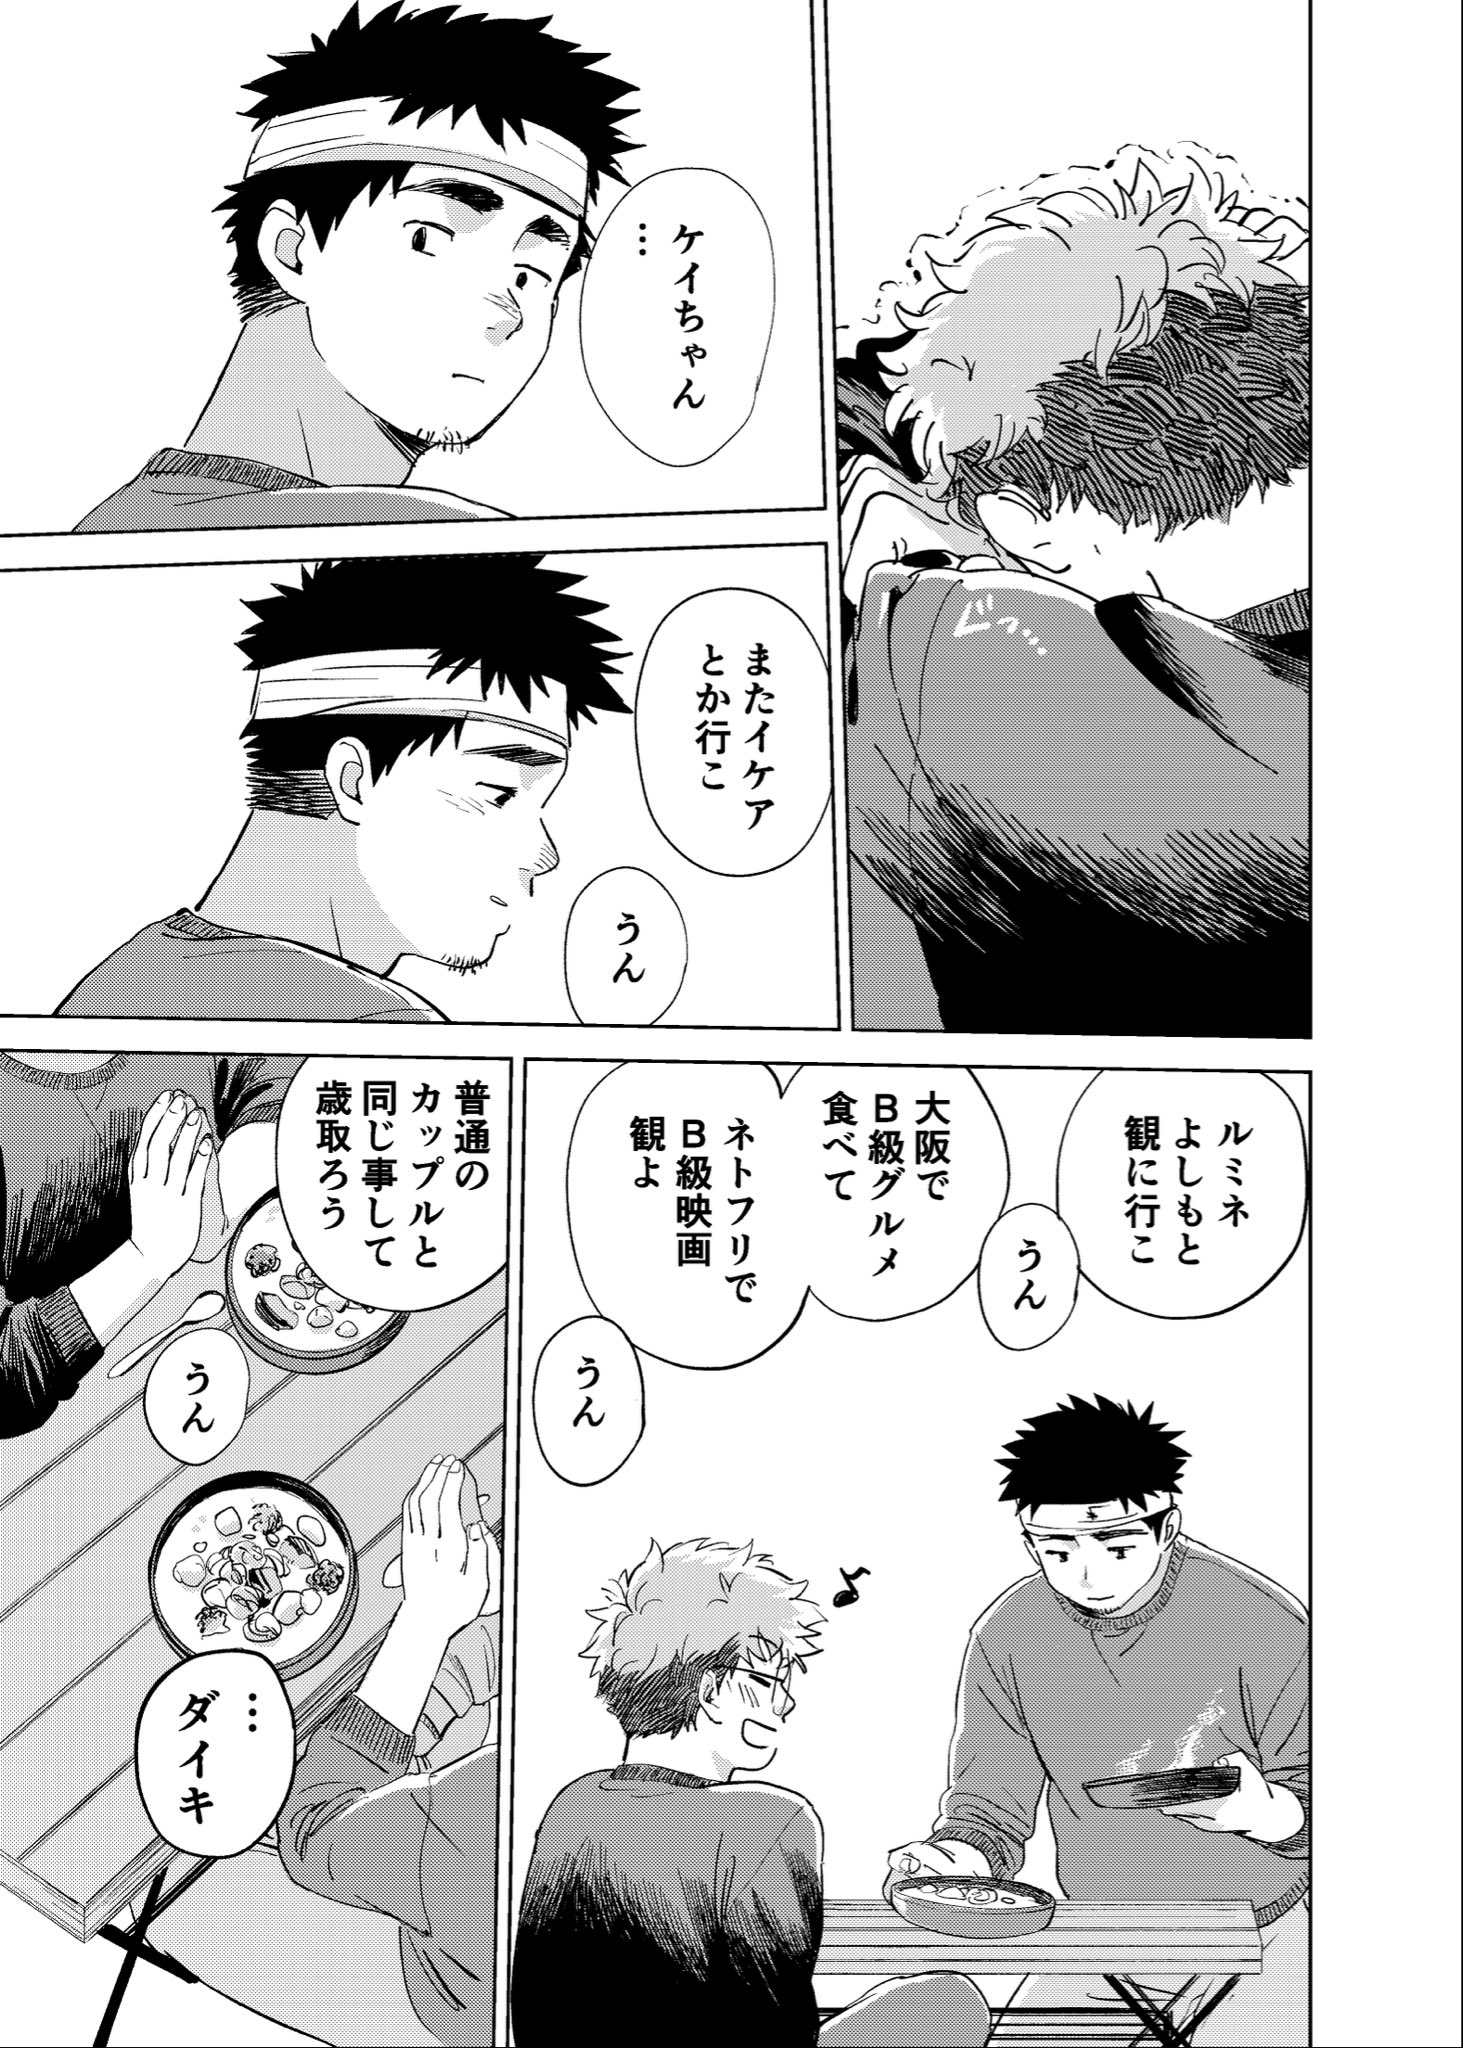 ぐっ…
ケイちゃん
…
またイケア
とか行こ
うん
ルミネ
よしもと
観に行こ
うん
大阪で
B級グルメ
食べて
ネトフリで
B級映画
観よ
うん
普通の
カップルと
同じ事して
歳取ろう
うん
…
ダイキ